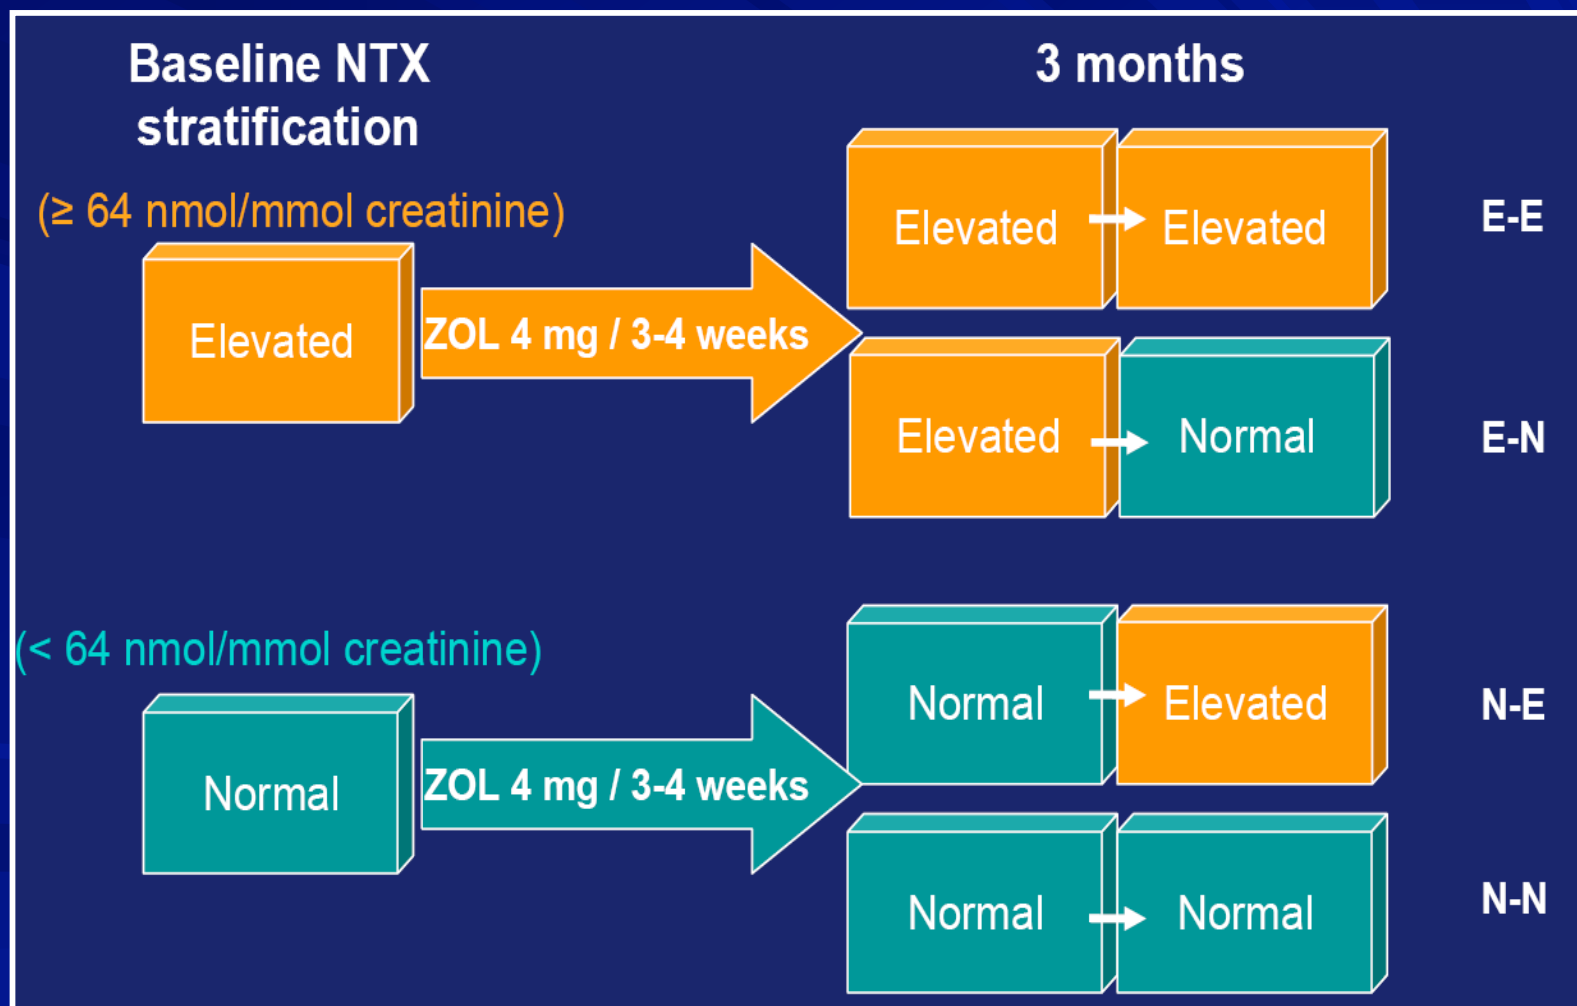 Baseline NTX
stratification
3 months
(≥ 64 nmol/mmol creatinine)
Elevated
ZOL 4 mg / 3-4 weeks
Elevated
Elevated
E-E
Elevated
Normal
E-N
(< 64 nmol/mmol creatinine)
Normal
ZOL 4 mg / 3-4 weeks
Normal
Elevated
N-E
Normal
Normal
N-N